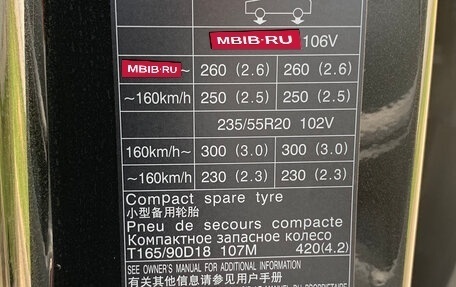 MBIB·RU 106V
MBIB·RU ~ 260 (2.6) 260 (2.6)
~160km/h 250 (2.5) 250 (2.5)
235/55R20 102V
160km/h~ 300 (3.0) 300 (3.0)
~160km/h 230 (2.3) 230 (2.3)
Compact spare tyre
小型备用轮胎
Pneu de secours compacte
Компактное запасное колесо
T165/90D18 107M 420(4.2)
SEE OWNER'S MANUAL FOR ADDITIONAL INFORMATION
有关其他信息请参见用户手册